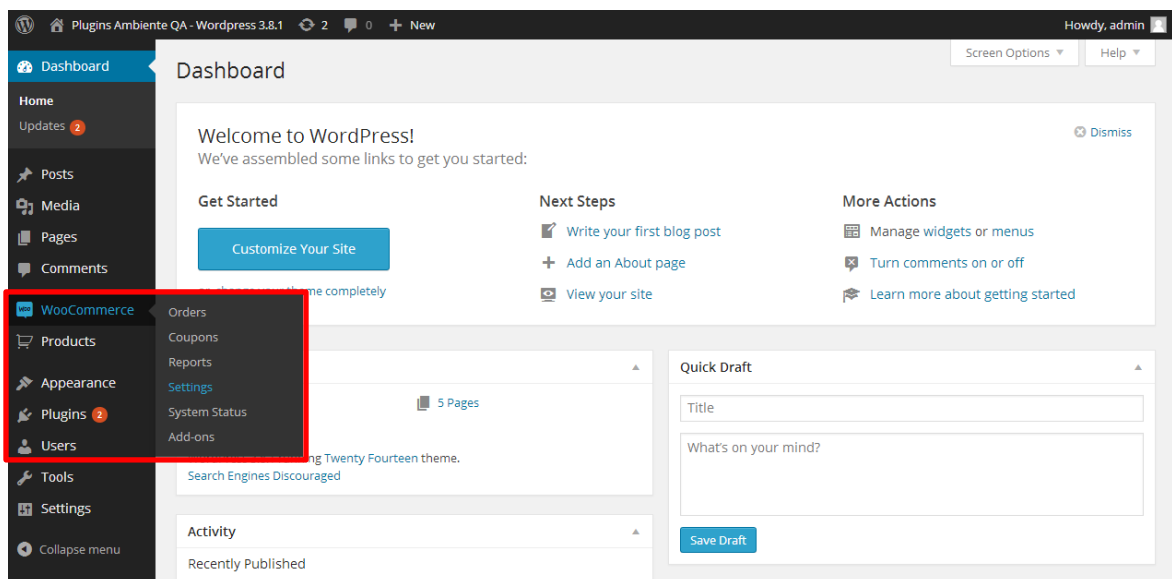 Plugins Ambiente QA - Wordpress 3.8.1 2 0 New
Howdy, admin
Screen Options
Help
Dashboard
Home
Updates 2
Posts
Media
Pages
Comments
WooCommerce
Products
Appearance
Plugins 2
Users
Tools
Settings
Collapse menu
Orders
Coupons
Reports
Settings
System Status
Add-ons
Dashboard
Welcome to WordPress!
Dismiss
We've assembled some links to get you started:
Get Started
Customize Your Site
theme completely
Next Steps
Write your first blog post
Add an About page
View your site
More Actions
Manage widgets or menus
Turn comments on or off
Learn more about getting started
5 Pages
Twenty Fourteen theme.
Search Engines Discouraged
Activity
Recently Published
Quick Draft
Title
What's on your mind?
Save Draft